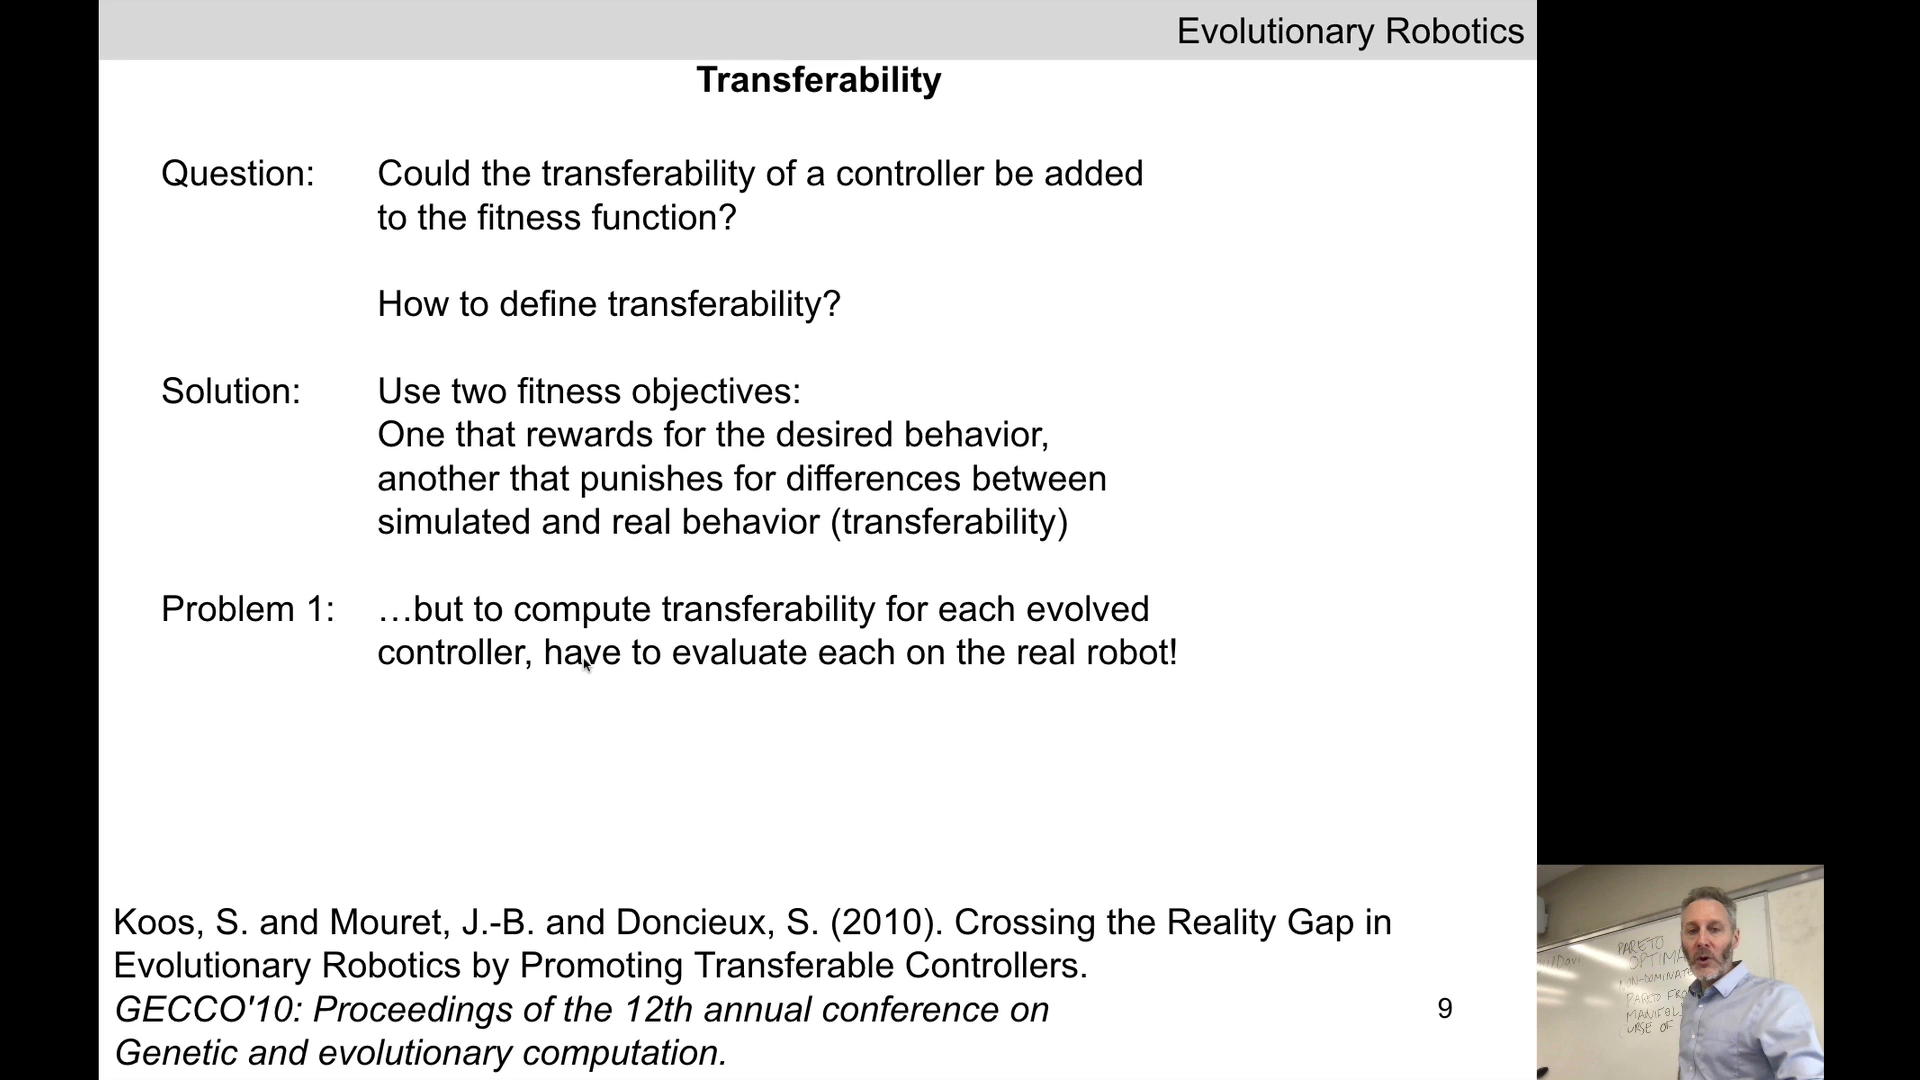 Evolutionary Robotics
Transferability
Question: Could the transferability of a controller be added
to the fitness function?
How to define transferability?
Solution: Use two fitness objectives:
One that rewards for the desired behavior,
another that punishes for differences between
simulated and real behavior (transferability)
Problem 1: …but to compute transferability for each evolved
controller, have to evaluate each on the real robot!
Koos, S. and Mouret, J.-B. and Doncieux, S. (2010). Crossing the Reality Gap in
Evolutionary Robotics by Promoting Transferable Controllers.
GECCO'10: Proceedings of the 12th annual conference on
Genetic and evolutionary computation.
9
PARETO
OPTIMA
PARETO FRO
MANIFOL
OF